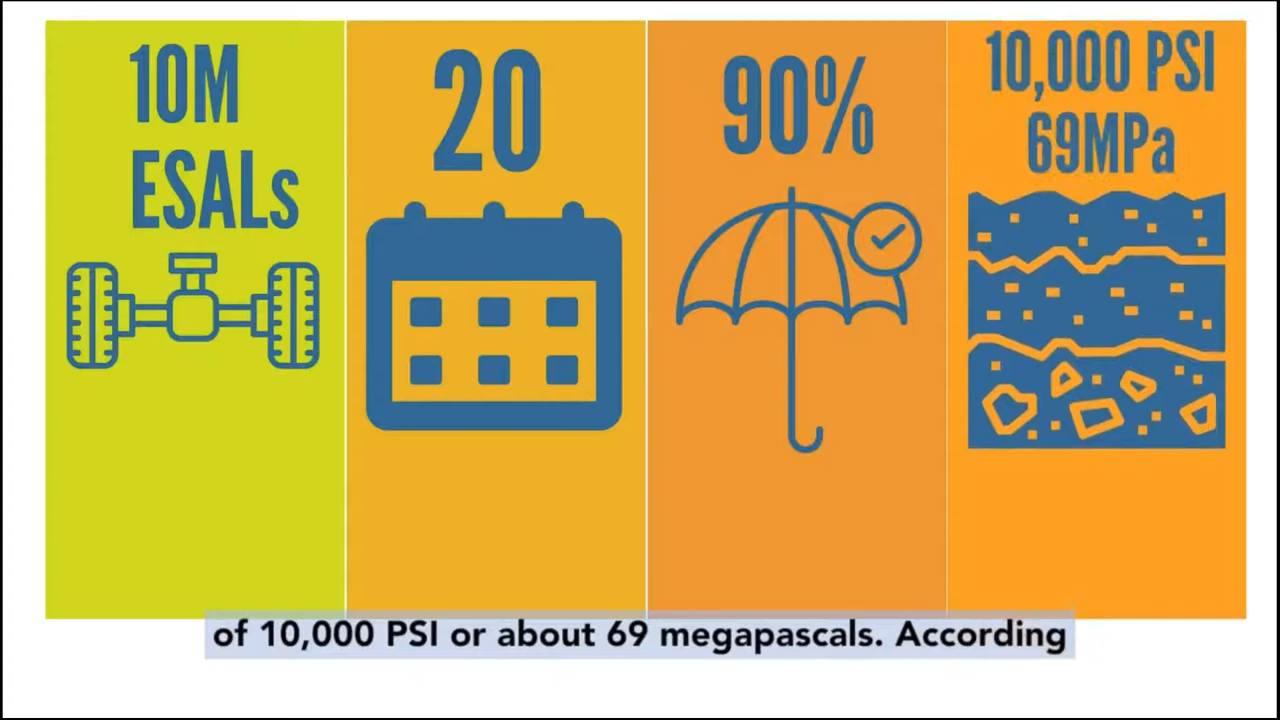 10M
ESALs
20
90%
10,000 PSI
69MPa
of 10,000 PSI or about 69 megapascals. According